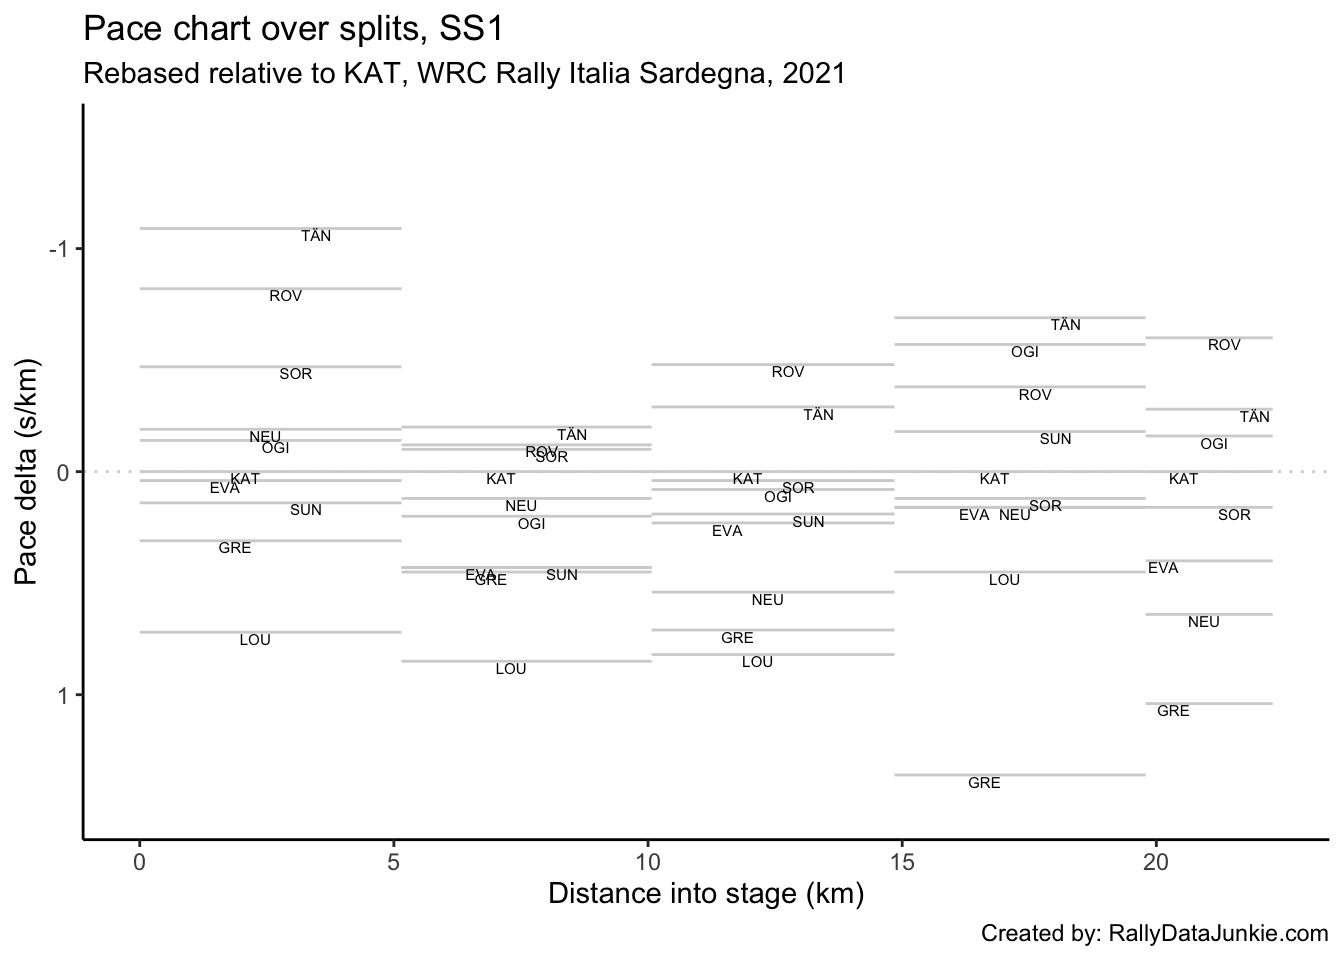 Pace chart over splits, SS1
Rebased relative to KAT, WRC Rally Italia Sardegna, 2021
Pace delta (s/km)
-1
0
1
TÄN
ROV
SOR
NEU
OGI
KAT
EVA
SUN
GRE
LOU
TÄN
ROV
SOR
KAT
NEU
OGI
EVA
SUN
GRE
LOU
ROV
TÄN
KAT
SOR
OGI
SUN
EVA
NEU
GRE
LOU
TÄN
OGI
ROV
SUN
KAT
SOR
EVA NEU
LOU
GRE
ROV
TÄN
OGI
KAT
SOR
EVA
NEU
GRE
0 5 10 15 20
Distance into stage (km)
Created by: RallyDataJunkie.com